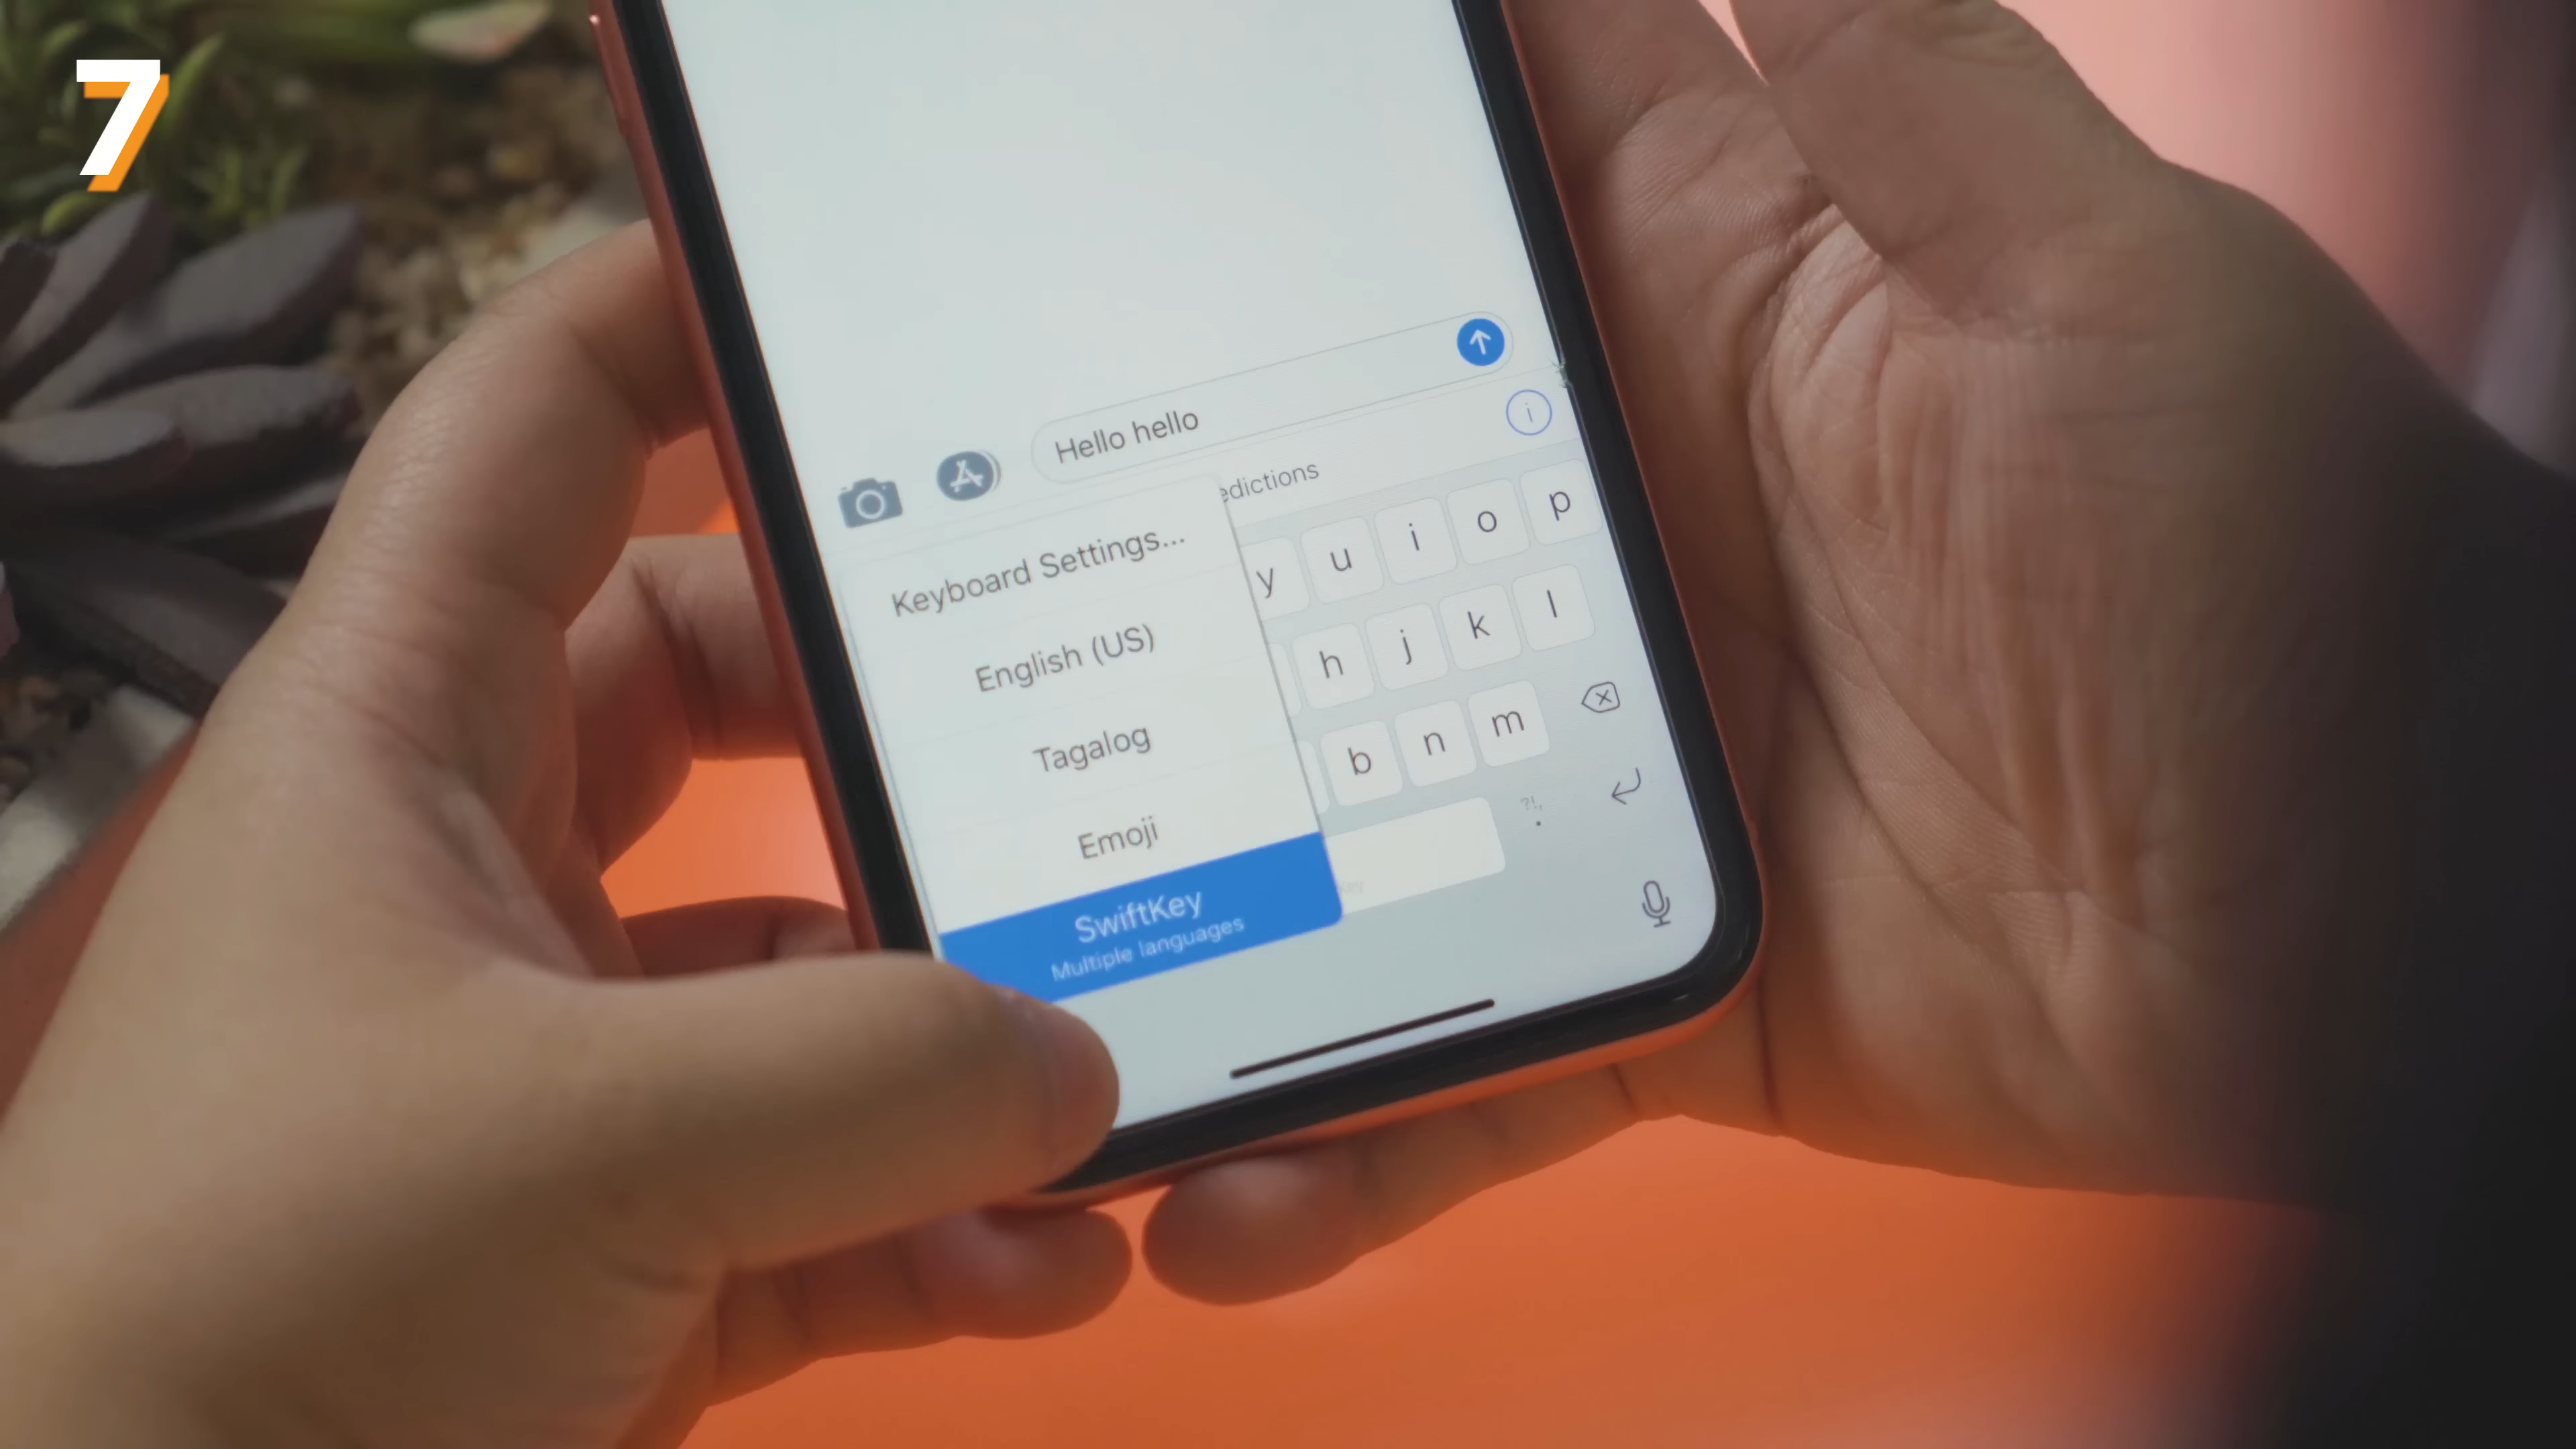 7
Hello hello
edictions
Keyboard Settings...
English (US)
Tagalog
Emoji
SwiftKey
Multiple languages
y u i o p
h j k l
b n m
?!,
.